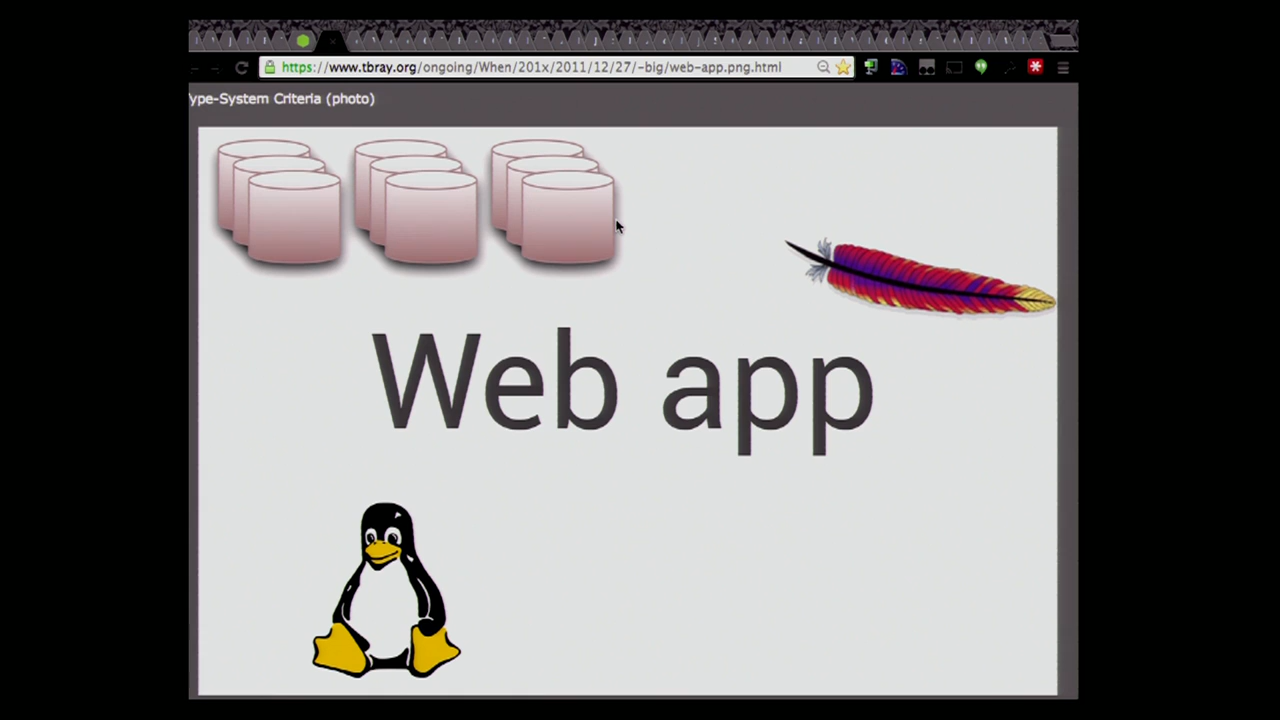 https://www.tbray.org/ongoing/When/201x/2011/12/27/-big/web-app.png.html
ype-System Criteria (photo)
Web app